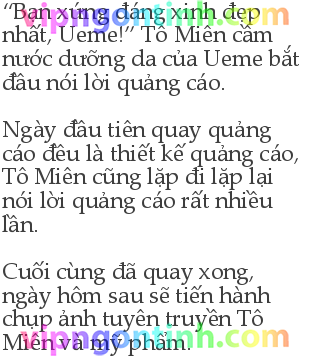 “Bạn xứng đáng xinh đẹp
nhất, Ueme!” Tô Miên cầm
nước dưỡng da của Ueme bắt
đầu nói lời quảng cáo.
Ngày đầu tiên quay quảng
cáo đều là thiết kế quảng cáo,
Tô Miên cũng lặp đi lặp lại
nói lời quảng cáo rất nhiều
lần.
Cuối cùng đã quay xong,
ngày hôm sau sẽ tiến hành
chụp ảnh tuyên truyền Tô
Miên và mỹ phẩm.
vipngontinh.com
vipngontinh.com